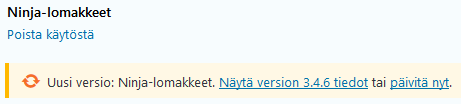 Ninja-lomakkeet
Poista käytöstä
Uusi versio: Ninja-lomakkeet. Näytä version 3.4.6 tiedot tai päivitä nyt.